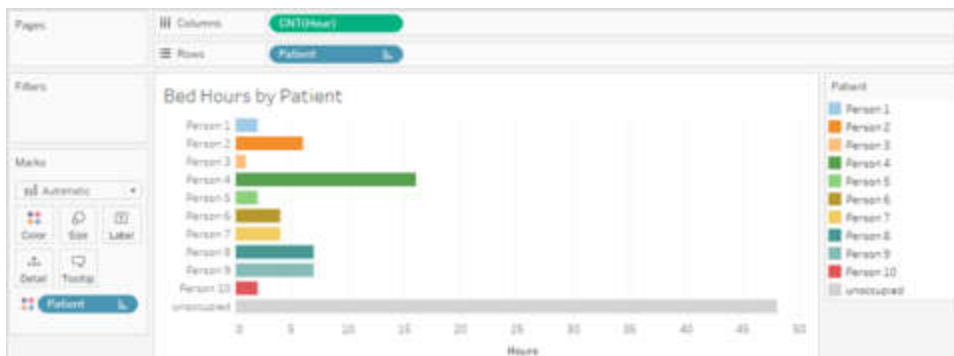 Pages
Columns CNT(Hour)
Rows Patient
Filters
Bed Hours by Patient
Patient
Person 1
Person 2
Person 3
Person 4
Person 5
Person 6
Person 7
Person 8
Person 9
Person 10
unoccupied
0 5 10 15 20 25 30 35 40 45 50
Hours
Marks
Automatic
Color Size Label
Detail Tooltip
Patient
Person 1
Person 2
Person 3
Person 4
Person 5
Person 6
Person 7
Person 8
Person 9
Person 10
unoccupied